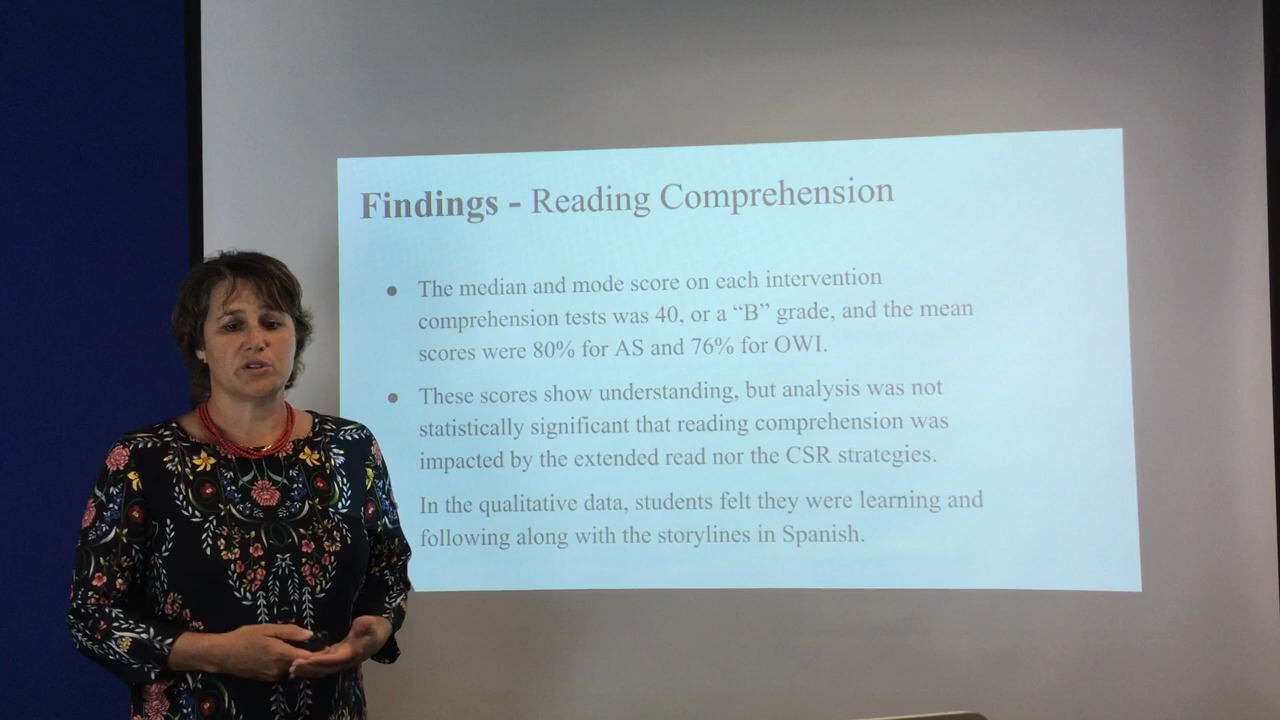 Findings - Reading Comprehension
● The median and mode score on each intervention
comprehension tests was 40, or a “B” grade, and the mean
scores were 80% for AS and 76% for OWI.
● These scores show understanding, but analysis was not
statistically significant that reading comprehension was
impacted by the extended read nor the CSR strategies.
In the qualitative data, students felt they were learning and
following along with the storylines in Spanish.